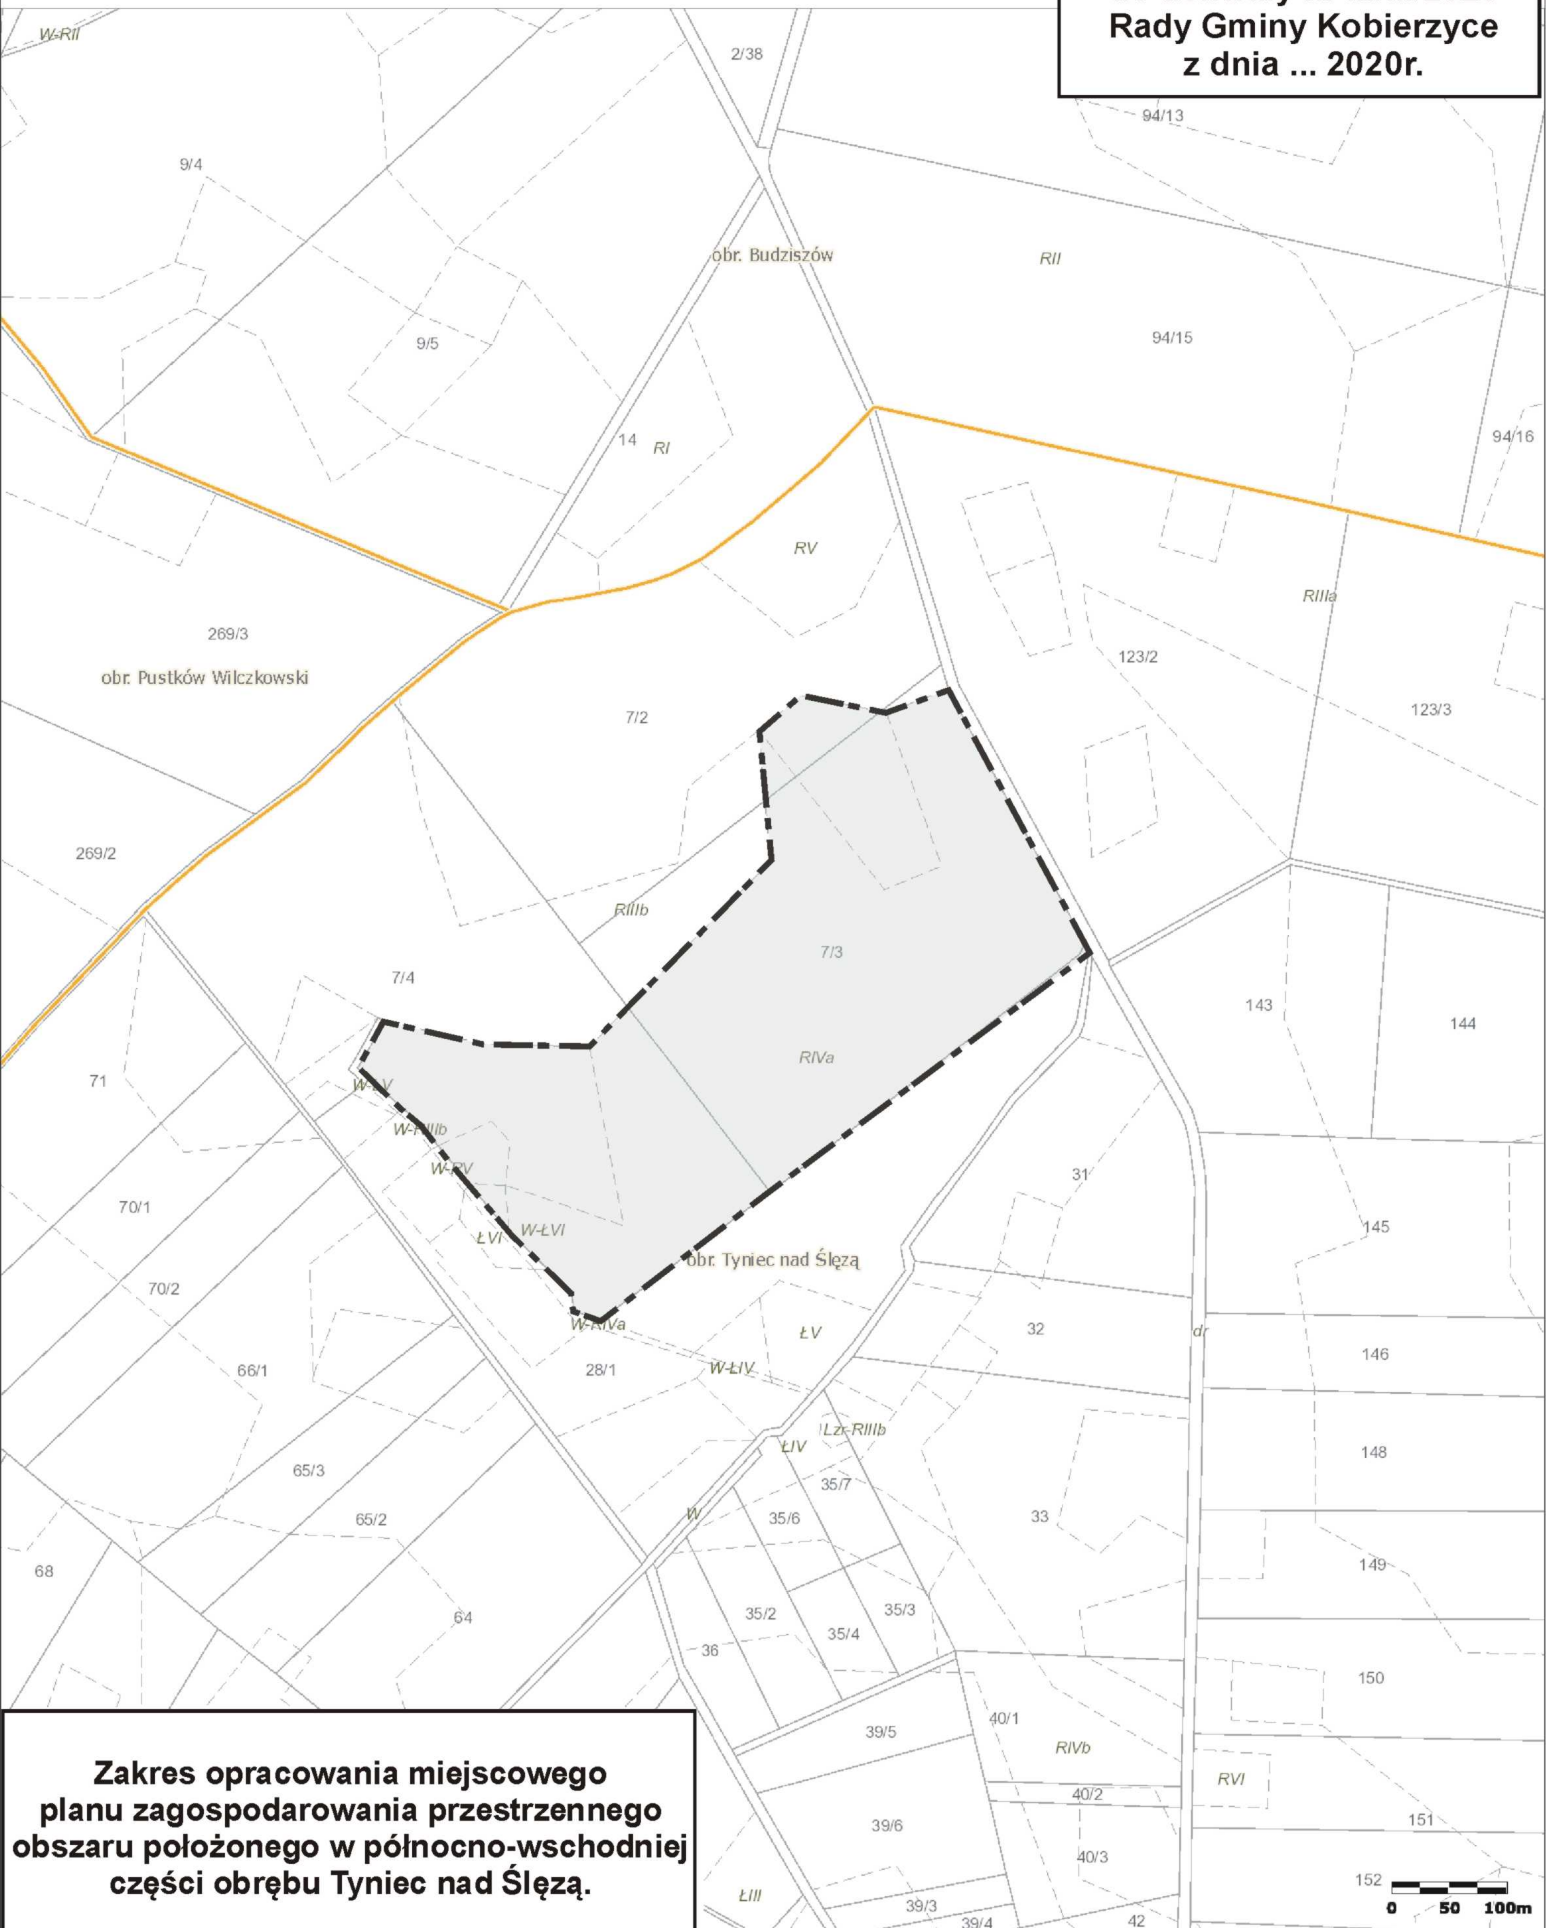 Rady Gminy Kobierzyce
z dnia ... 2020r.
W-RII
2/38
94/13
9/4
obr. Budziszów
RII
94/15
9/5
14
RI
94/16
RV
RIIIa
269/3
123/2
obr. Pustków Wilczkowski
7/2
123/3
269/2
RIIIb
7/3
7/4
143
144
RIVa
71
W-ŁV
W-RIIIb
W-RV
31
70/1
145
W-ŁVI
ŁVI
obr. Tyniec nad Ślęzą
70/2
W-RIVa
ŁV
32
dr
146
28/1
W-ŁIV
66/1
Lzr-RIIIb
ŁIV
148
65/3
35/7
W
35/6
33
65/2
149
68
35/2
35/3
64
35/4
36
150
40/1
39/5
RIVb
RVI
40/2
39/6
151
40/3
152
ŁIII
39/3
39/4
42
0 50 100m
Zakres opracowania miejscowego
planu zagospodarowania przestrzennego
obszaru położonego w północno-wschodniej
części obrębu Tyniec nad Ślęzą.